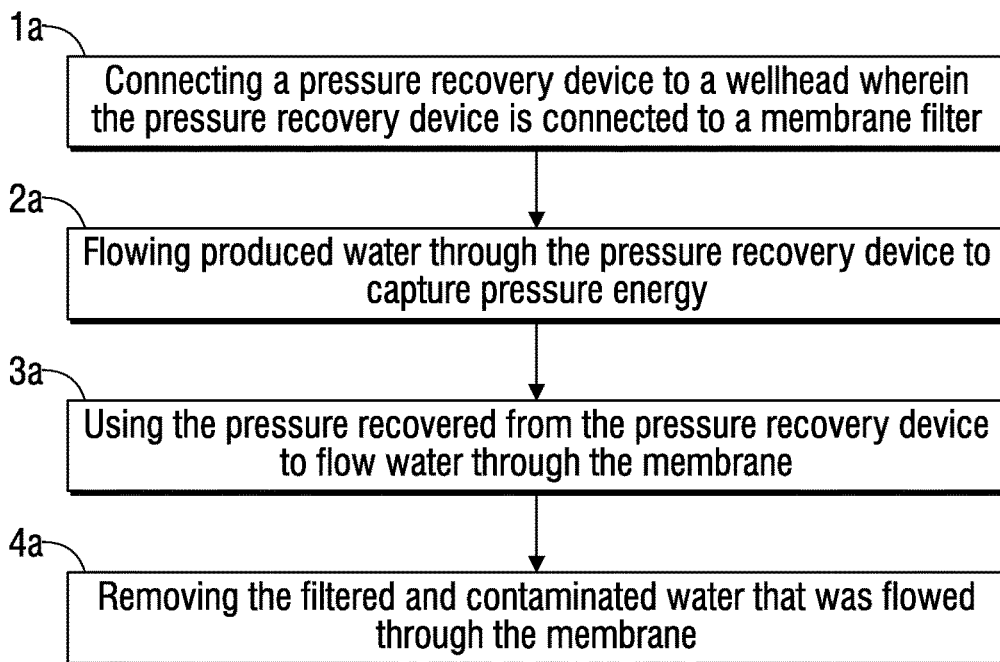 1a
Connecting a pressure recovery device to a wellhead wherein
the pressure recovery device is connected to a membrane filter
2a
Flowing produced water through the pressure recovery device to
capture pressure energy
3a
Using the pressure recovered from the pressure recovery device
to flow water through the membrane
4a
Removing the filtered and contaminated water that was flowed
through the membrane